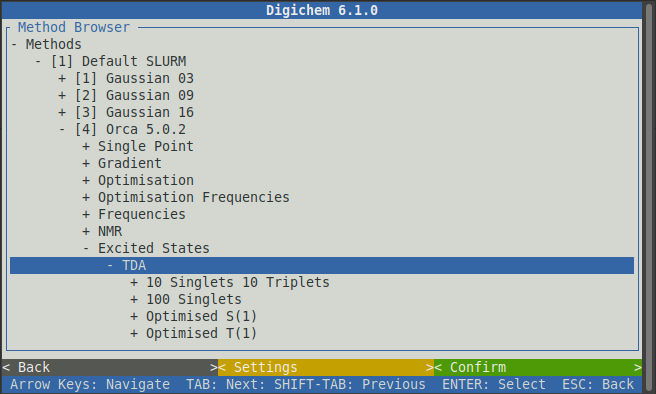 Digichem 6.1.0
Method Browser
- Methods
- [1] Default SLURM
+ [1] Gaussian 03
+ [2] Gaussian 09
+ [3] Gaussian 16
- [4] Orca 5.0.2
+ Single Point
+ Gradient
+ Optimisation
+ Optimisation Frequencies
+ Frequencies
+ NMR
- Excited States
- TDA
+ 10 Singlets 10 Triplets
+ 100 Singlets
+ Optimised S(1)
+ Optimised T(1)
< Back >< Settings >< Confirm >
Arrow Keys: Navigate TAB: Next: SHIFT-TAB: Previous ENTER: Select ESC: Back